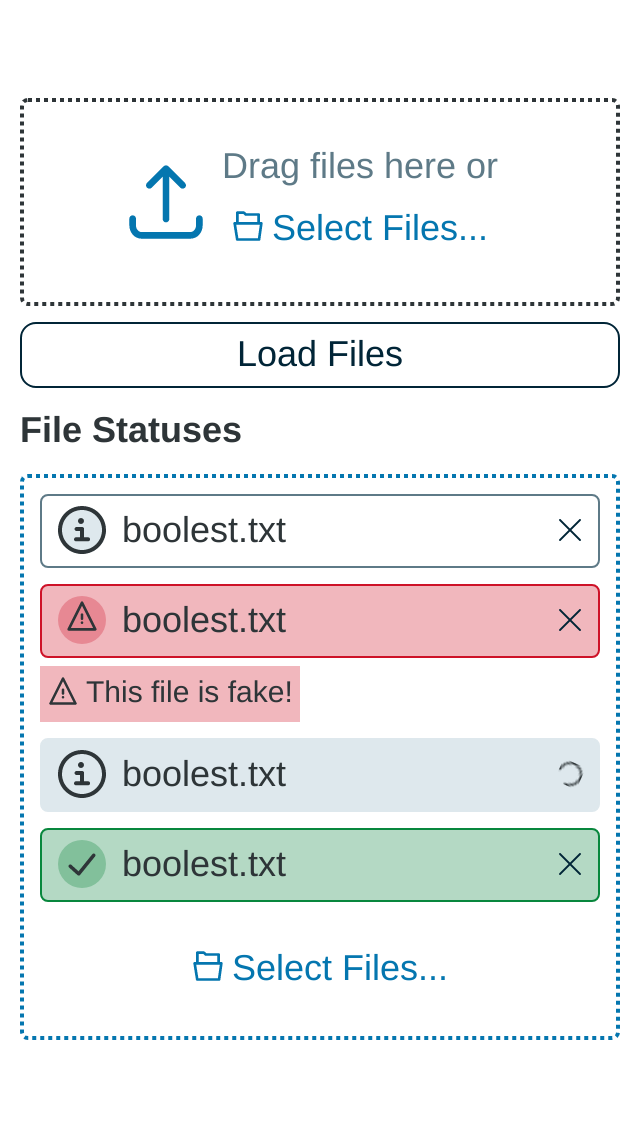 Drag files here or
Select Files...
Load Files
File Statuses
boolest.txt
boolest.txt
This file is fake!
boolest.txt
boolest.txt
Select Files...